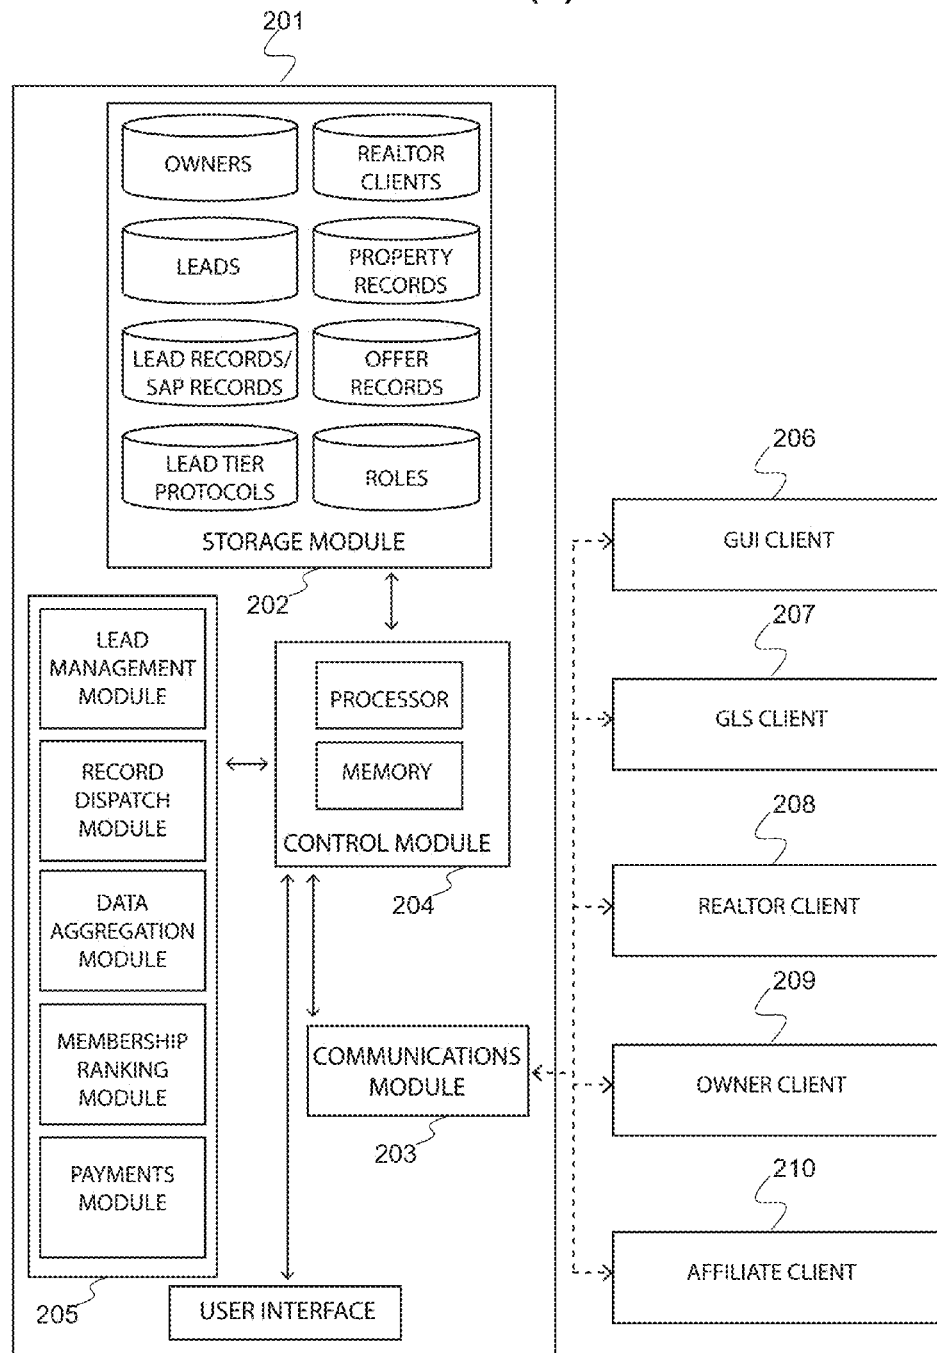 201
OWNERS
REALTOR
CLIENTS
LEADS
PROPERTY
RECORDS
LEAD RECORDS/
SAP RECORDS
OFFER
RECORDS
LEAD TIER
PROTOCOLS
ROLES
STORAGE MODULE
202
LEAD
MANAGEMENT
MODULE
RECORD
DISPATCH
MODULE
DATA
AGGREGATION
MODULE
MEMBERSHIP
RANKING
MODULE
PAYMENTS
MODULE
205
PROCESSOR
MEMORY
CONTROL MODULE
204
COMMUNICATIONS
MODULE
203
USER INTERFACE
206
GUI CLIENT
207
GLS CLIENT
208
REALTOR CLIENT
209
OWNER CLIENT
210
AFFILIATE CLIENT